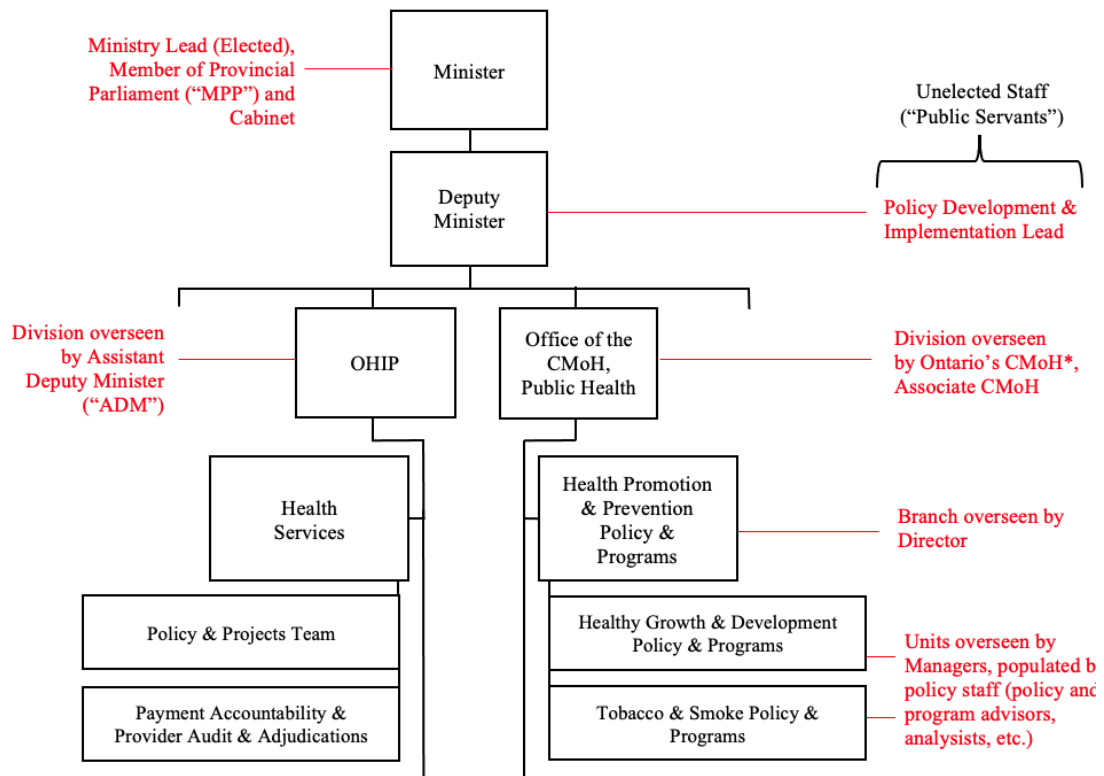 Ministry Lead (Elected),
Member of Provincial
Parliament (“MPP”) and
Cabinet
Minister
Unelected Staff
(“Public Servants”)
Deputy
Minister
Policy Development &
Implementation Lead
Division overseen
by Assistant
Deputy Minister
(“ADM”)
OHIP
Office of the
CMoH,
Public Health
Division overseen
by Ontario’s CMoH*,
Associate CMoH
Health
Services
Health Promotion
& Prevention
Policy &
Programs
Branch overseen by
Director
Policy & Projects Team
Healthy Growth & Development
Policy & Programs
Units overseen by
Managers, populated b
policy staff (policy and
program advisors,
analysists, etc.)
Payment Accountability &
Provider Audit & Adjudications
Tobacco & Smoke Policy &
Programs